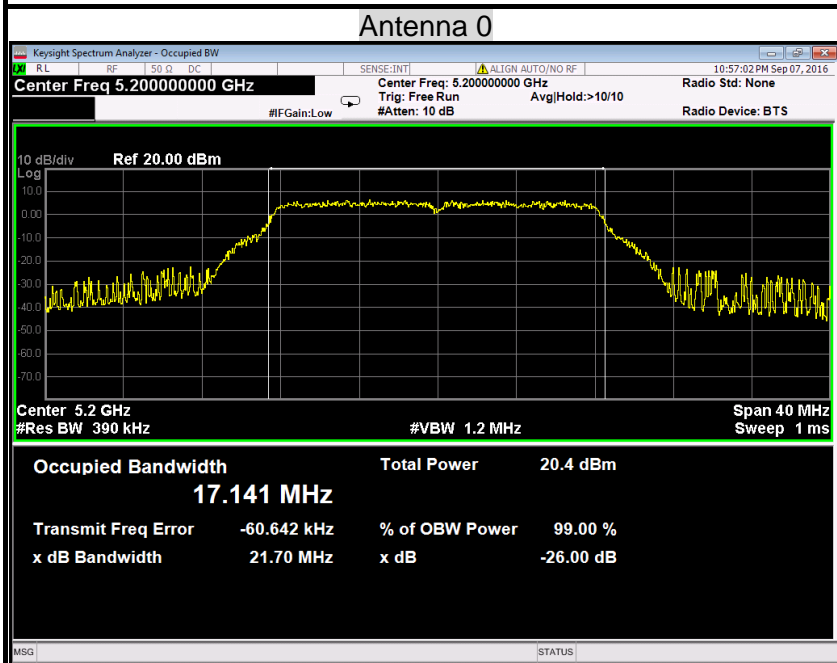 Antenna 0
Keysight Spectrum Analyzer - Occupied BW
LXI RL RF 50 Ω DC SENSE:INT ALIGN AUTO/NO RF 10:57:02 PM Sep 07, 2016
Center Freq 5.200000000 GHz Center Freq: 5.200000000 GHz Radio Std: None
Trig: Free Run Avg|Hold:>10/10
#IFGain:Low #Atten: 10 dB Radio Device: BTS
10 dB/div Ref 20.00 dBm
Log
10.0
0.00
-10.0
-20.0
-30.0
-40.0
-50.0
-60.0
-70.0
Center 5.2 GHz Span 40 MHz
#Res BW 390 kHz #VBW 1.2 MHz Sweep 1 ms
Occupied Bandwidth Total Power 20.4 dBm
17.141 MHz
Transmit Freq Error -60.642 kHz % of OBW Power 99.00 %
x dB Bandwidth 21.70 MHz x dB -26.00 dB
MSG STATUS